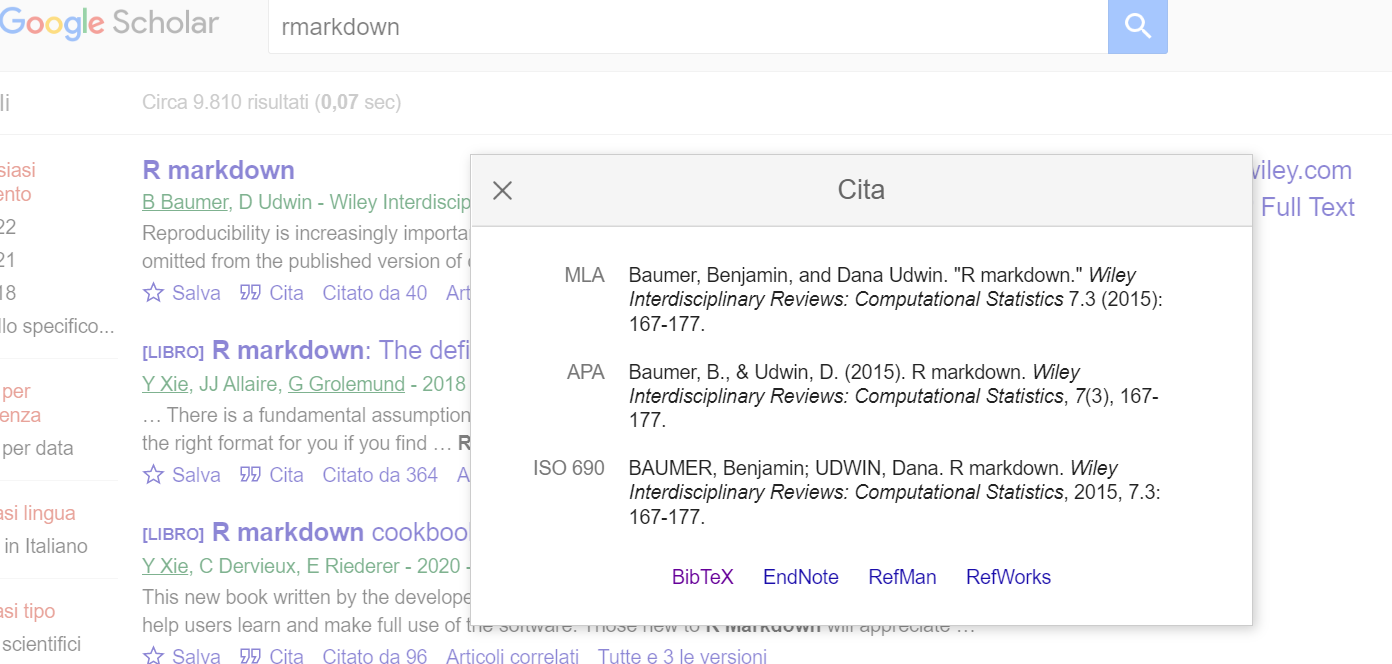 Google Scholar
rmarkdown
li
Circa 9.810 risultati (0,07 sec)
siasi
ento
22
21
18
llo specifico...
per
enza
per data
asi lingua
in Italiano
asi tipo
scientifici
R markdown
B Baumer, D Udwin - Wiley Interdiscip
Reproducibility is increasingly importa
omitted from the published version of
Salva Cita Citato da 40 Art
[LIBRO] R markdown: The defi
Y Xie, JJ Allaire, G Grolemund - 2018
… There is a fundamental assumption
the right format for you if you find … R
Salva Cita Citato da 364 A
[LIBRO] R markdown cookboo
Y Xie, C Dervieux, E Riederer - 2020 -
This new book written by the develope
help users learn and make full use of the software. Those new to R Markdown will appreciate …
Salva Cita Citato da 96 Articoli correlati Tutte e 3 le versioni
wiley.com
Full Text
Cita
MLA Baumer, Benjamin, and Dana Udwin. "R markdown." Wiley
Interdisciplinary Reviews: Computational Statistics 7.3 (2015):
167-177.
APA Baumer, B., & Udwin, D. (2015). R markdown. Wiley
Interdisciplinary Reviews: Computational Statistics, 7(3), 167-
177.
ISO 690 BAUMER, Benjamin; UDWIN, Dana. R markdown. Wiley
Interdisciplinary Reviews: Computational Statistics, 2015, 7.3:
167-177.
BibTeX EndNote RefMan RefWorks